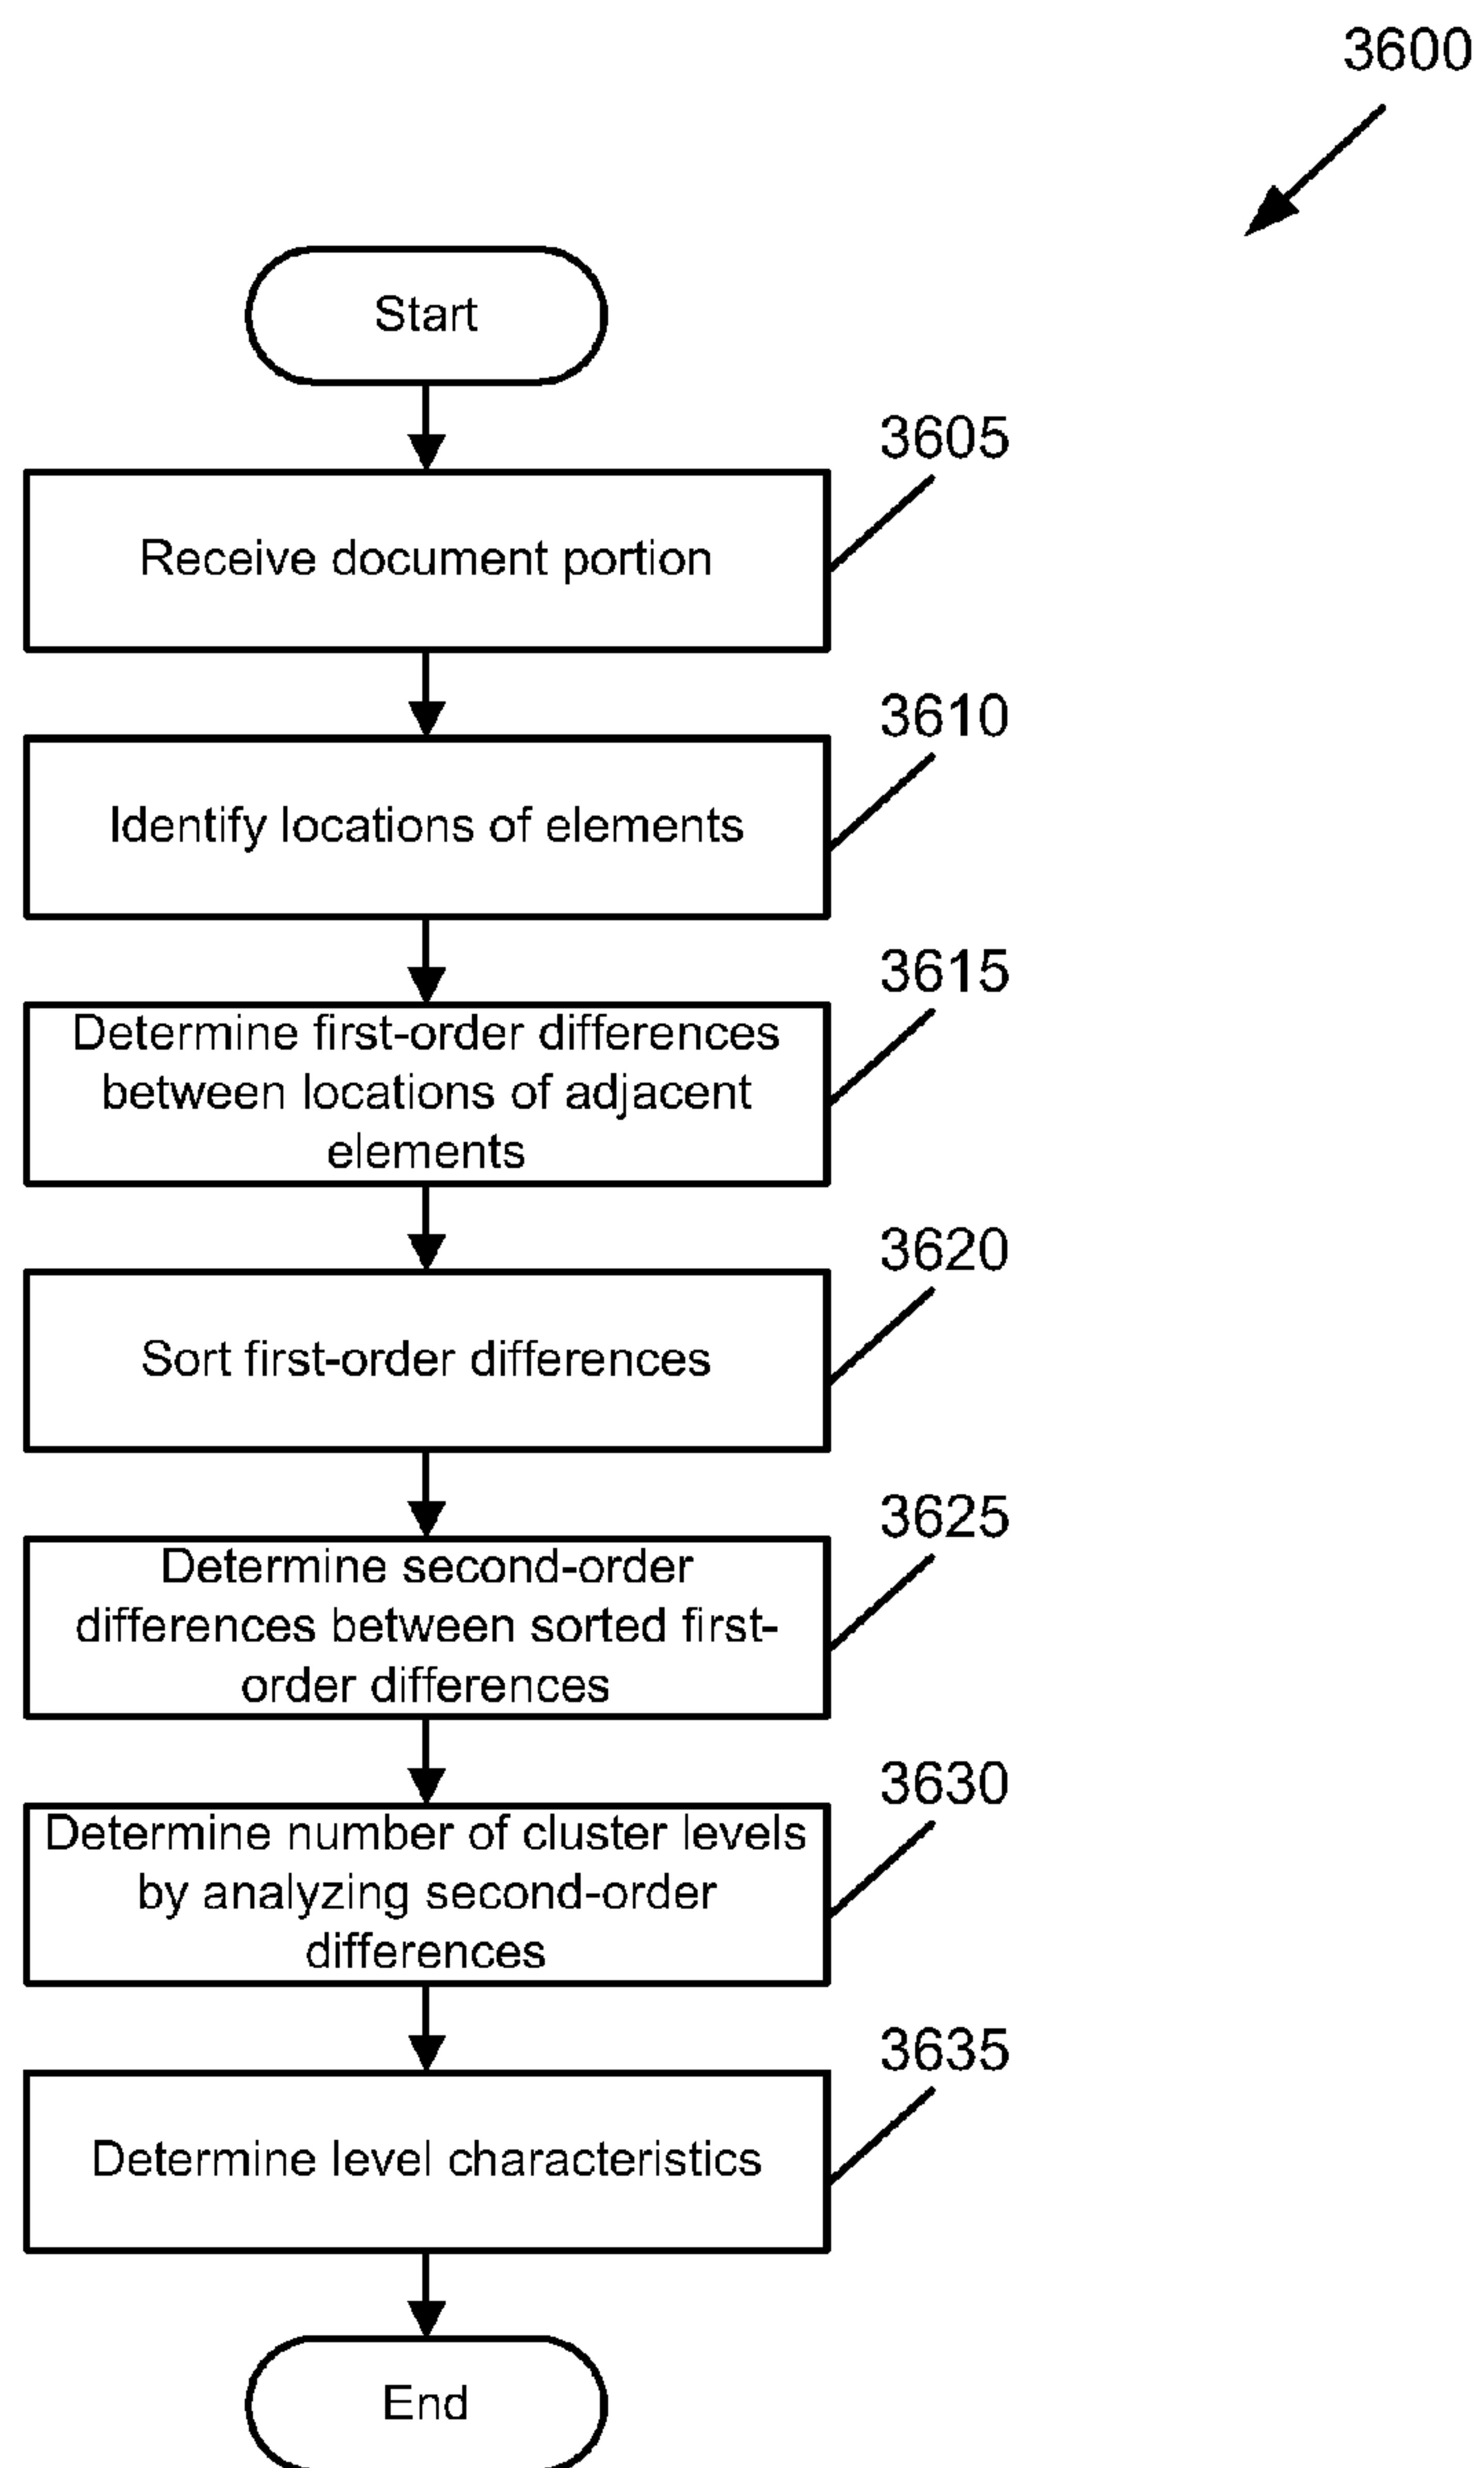 3600
Start
3605
Receive document portion
3610
Identify locations of elements
3615
Determine first-order differences
between locations of adjacent
elements
3620
Sort first-order differences
3625
Determine second-order
differences between sorted first-
order differences
3630
Determine number of cluster levels
by analyzing second-order
differences
3635
Determine level characteristics
End